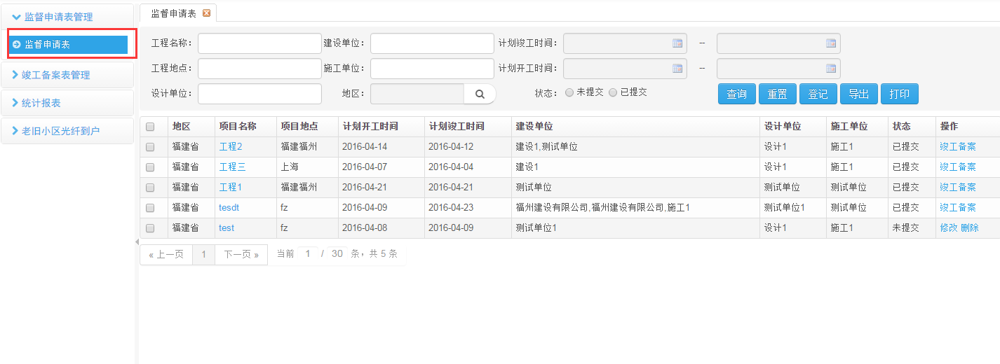 监督申请表管理
监督申请表
竣工备案表管理
统计报表
老旧小区光纤到户
监督申请表
工程名称： 建设单位： 计划竣工时间： --
工程地点： 施工单位： 计划开工时间： --
设计单位： 地区： 状态： 未提交 已提交 查询 重置 登记 导出 打印
地区 项目名称 项目地点 计划开工时间 计划竣工时间 建设单位 设计单位 施工单位 状态 操作
福建省 工程2 福建福州 2016-04-14 2016-04-12 建设1,测试单位 设计1 施工1 已提交 竣工备案
福建省 工程三 上海 2016-04-07 2016-04-04 建设1 设计1 施工1 已提交 竣工备案
福建省 工程1 福建福州 2016-04-21 2016-04-21 测试单位 测试单位 测试单位 已提交 竣工备案
福建省 tesdt fz 2016-04-09 2016-04-23 福州建设有限公司,福州建设有限公司,施工1 测试单位1 测试单位 已提交 竣工备案
福建省 test fz 2016-04-08 2016-04-09 测试单位1 设计1 施工1 未提交 修改 删除
« 上一页 1 下一页 » 当前 1 / 30 条，共 5 条